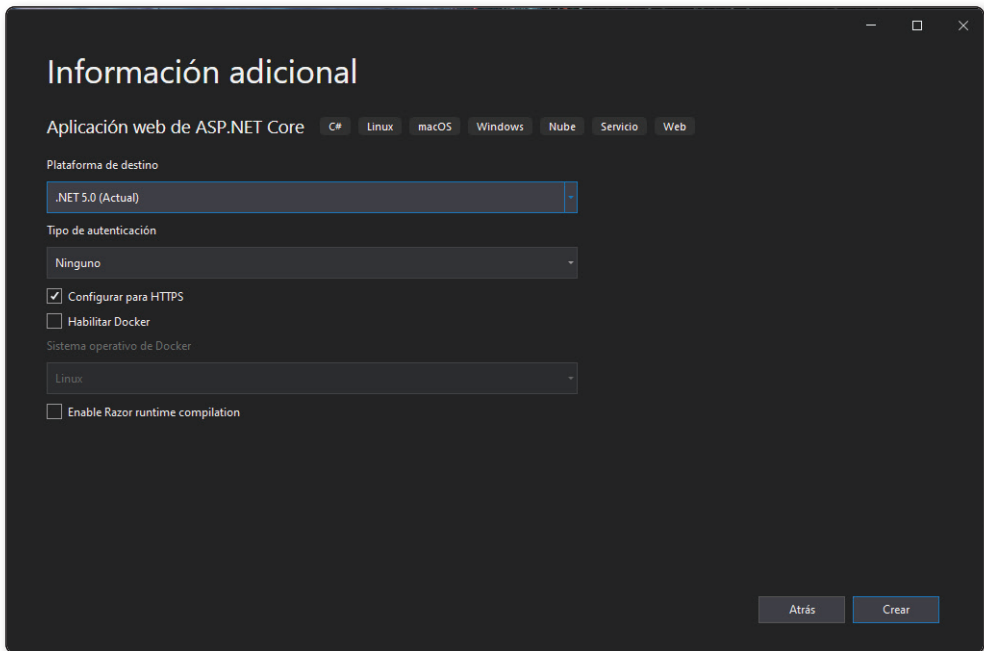 Información adicional
Aplicación web de ASP.NET Core C# Linux macOS Windows Nube Servicio Web
Plataforma de destino
.NET 5.0 (Actual)
Tipo de autenticación
Ninguno
Configurar para HTTPS
Habilitar Docker
Sistema operativo de Docker
Linux
Enable Razor runtime compilation
Atrás Crear